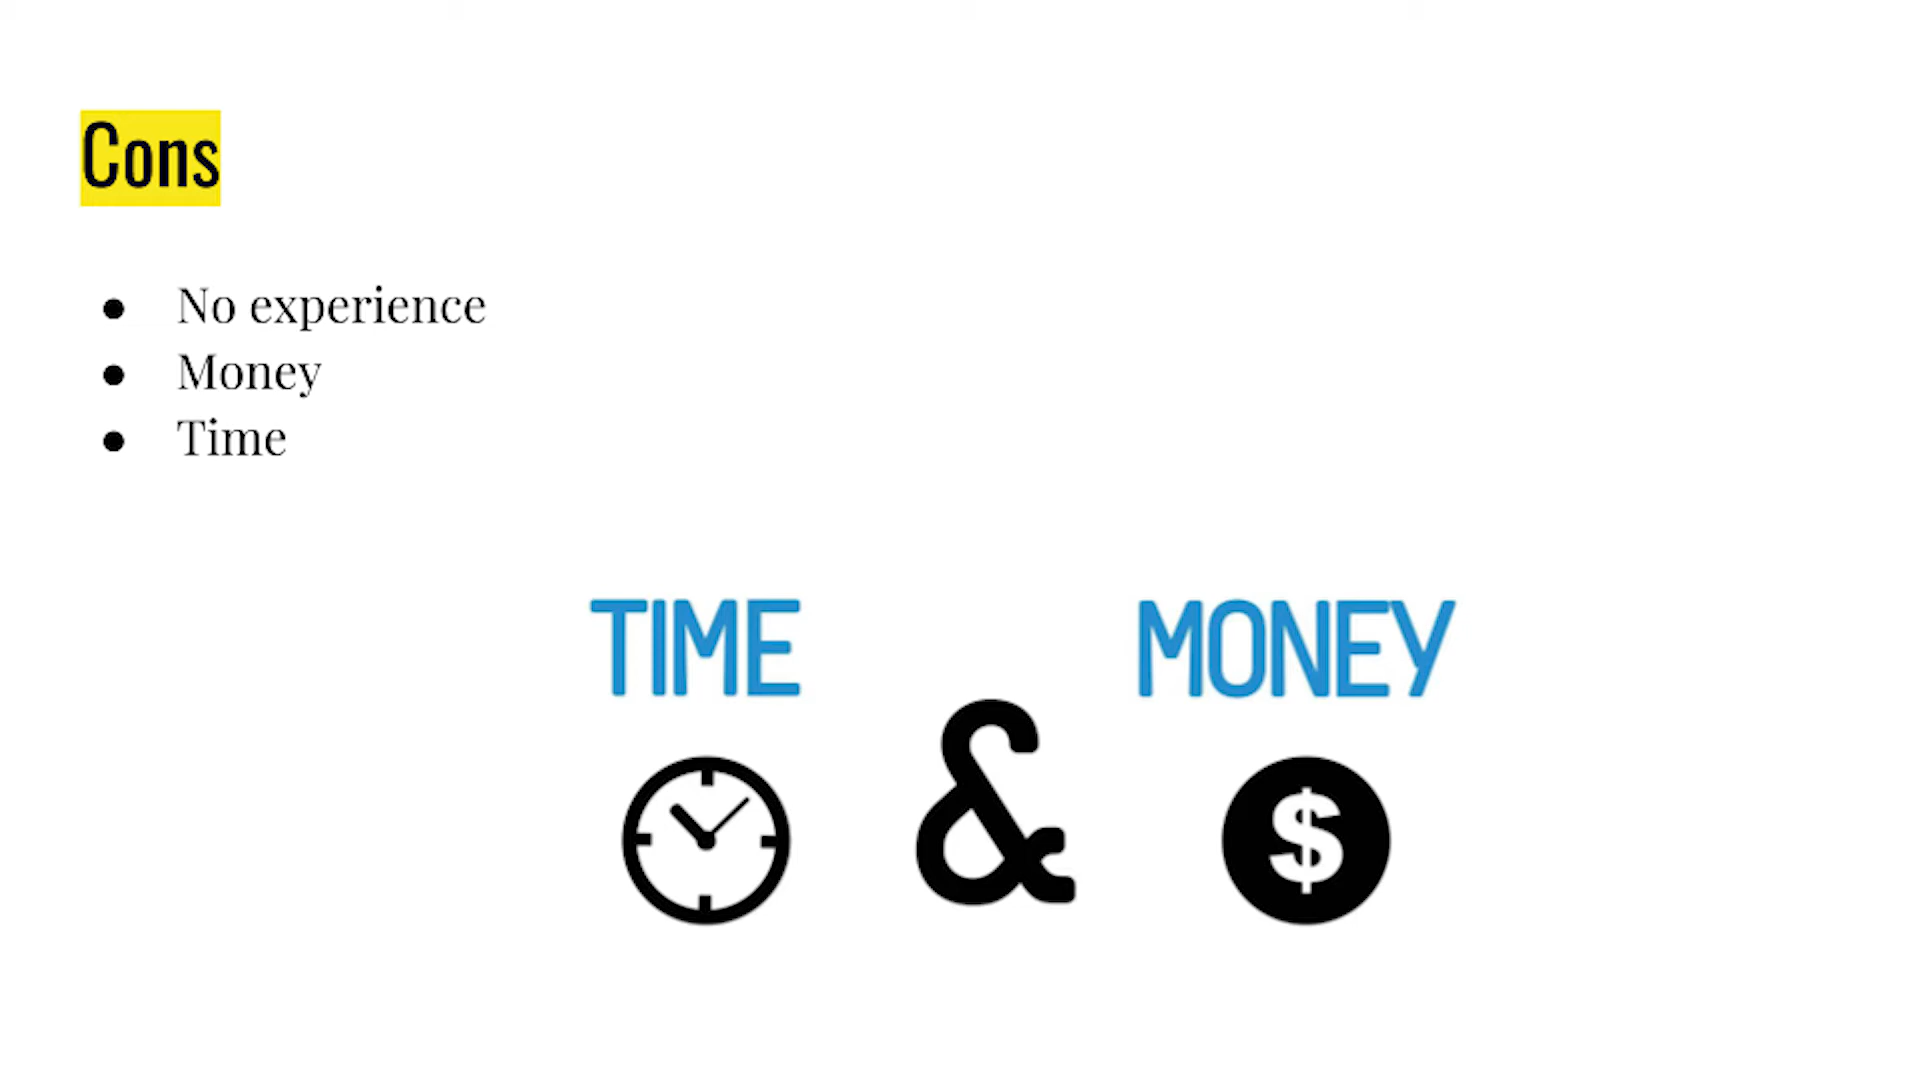 Cons
● No experience
● Money
● Time
TIME & MONEY
$